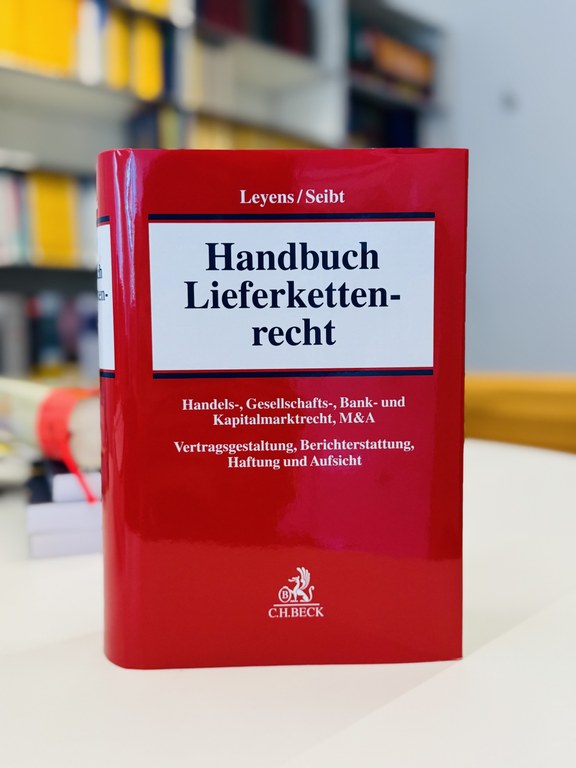 Leyens/Seibt
Handbuch
Lieferketten-
recht
Handels-, Gesellschafts-, Bank- und
Kapitalmarktrecht, M&A
Vertragsgestaltung, Berichterstattung,
Haftung und Aufsicht
B
C.H.BECK